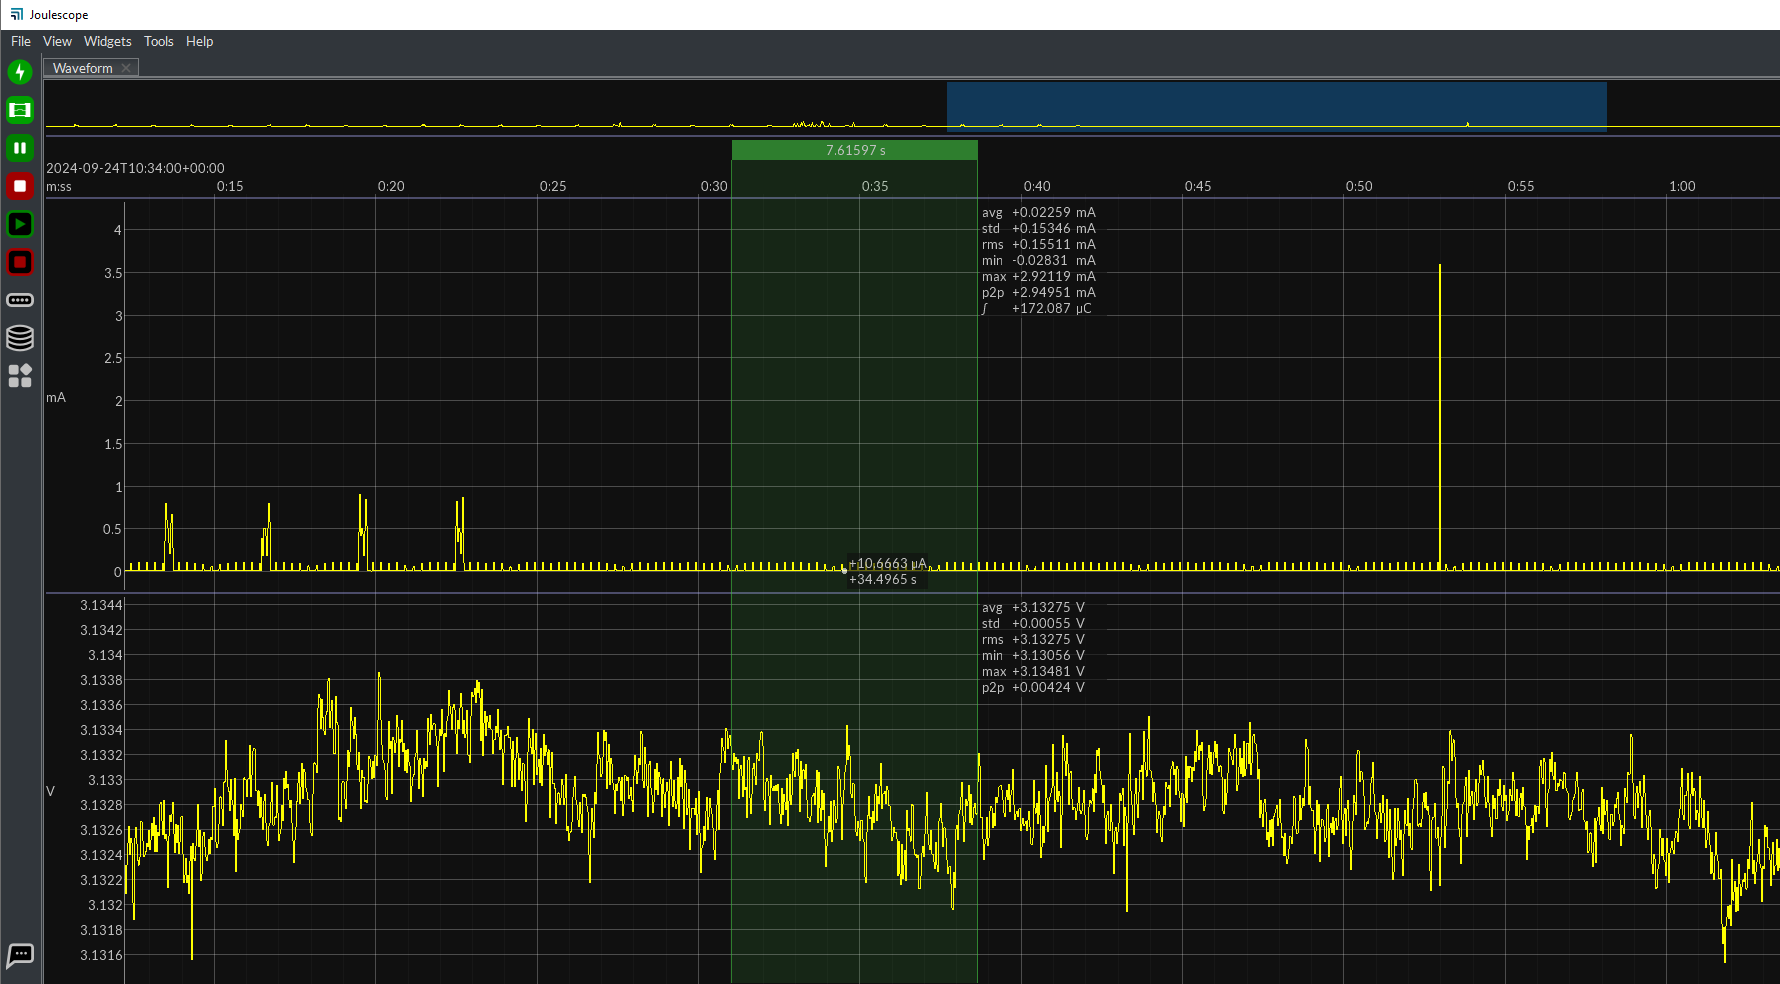 Joulescope
File View Widgets Tools Help
Waveform
7.61597 s
2024-09-24T10:34:00+00:00
m:ss 0:15 0:20 0:25 0:30 0:35 0:40 0:45 0:50 0:55 1:00
avg +0.02259 mA
std +0.15346 mA
rms +0.15511 mA
min -0.02831 mA
max +2.92119 mA
p2p +2.94951 mA
∫ +172.087 µC
4
3.5
3
2.5
2
mA
1.5
1
0.5
0
+10.6663 µA
+34.4965 s
avg +3.13275 V
std +0.00055 V
rms +3.13275 V
min +3.13056 V
max +3.13481 V
p2p +0.00424 V
3.1344
3.1342
3.134
3.1338
3.1336
3.1334
3.1332
3.133
V
3.1328
3.1326
3.1324
3.1322
3.132
3.1318
3.1316